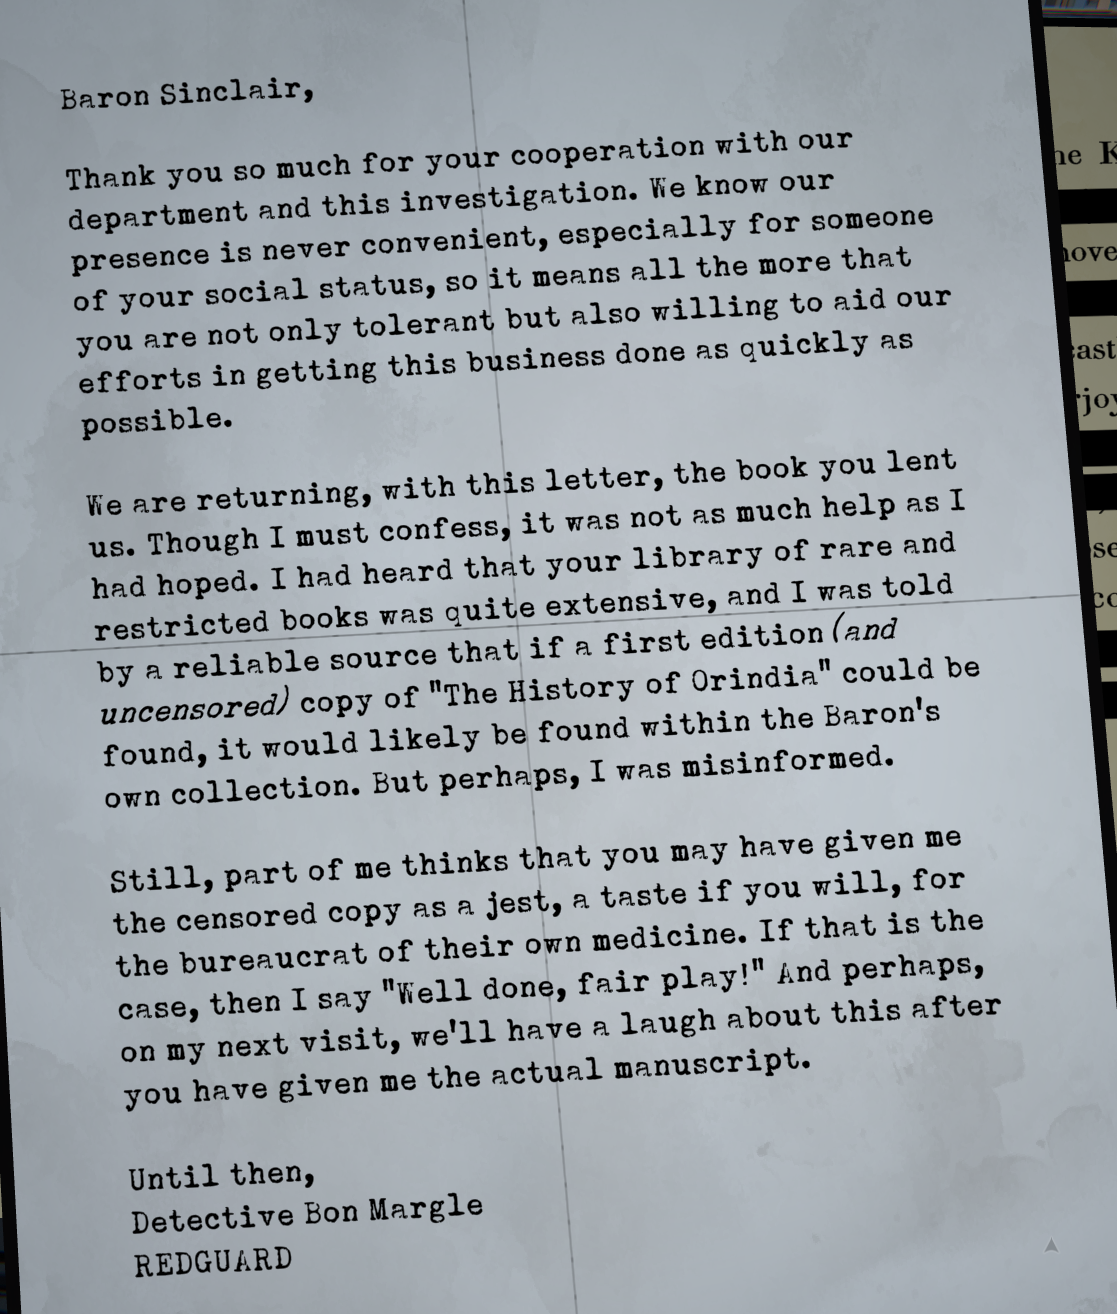 Baron Sinclair,
Thank you so much for your cooperation with our
department and this investigation. We know our
presence is never convenient, especially for someone
of your social status, so it means all the more that
you are not only tolerant but also willing to aid our
efforts in getting this business done as quickly as
possible.
We are returning, with this letter, the book you lent
us. Though I must confess, it was not as much help as I
had hoped. I had heard that your library of rare and
restricted books was quite extensive, and I was told
by a reliable source that if a first edition (and
uncensored) copy of "The History of Orindia" could be
found, it would likely be found within the Baron's
own collection. But perhaps, I was misinformed.
Still, part of me thinks that you may have given me
the censored copy as a jest, a taste if you will, for
the bureaucrat of their own medicine. If that is the
case, then I say "Well done, fair play!" And perhaps,
on my next visit, we'll have a laugh about this after
you have given me the actual manuscript.
Until then,
Detective Bon Margle
REDGUARD